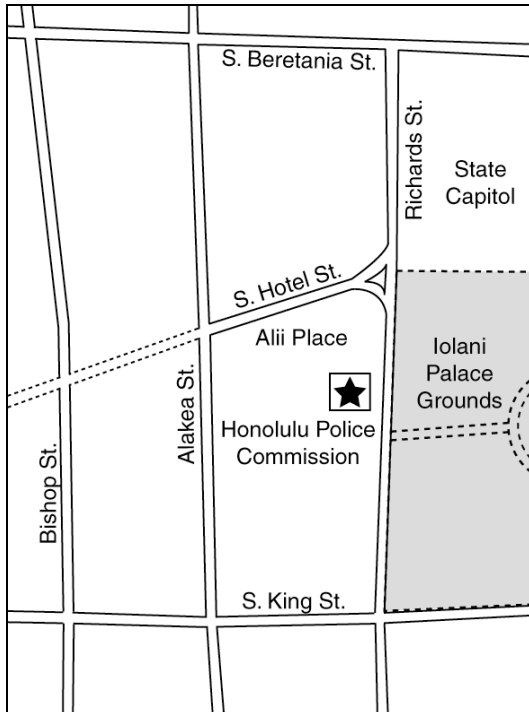 S. Beretania St.
Richards St.
State
Capitol
S. Hotel St.
Alii Place
Iolani
Palace
Grounds
Alakea St.
Honolulu Police
Commission
Bishop St.
S. King St.